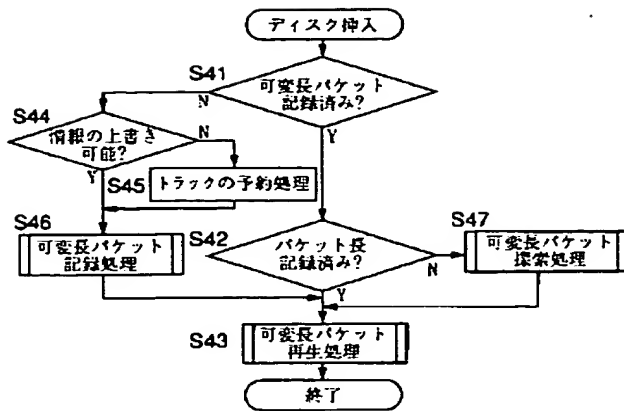 ディスク挿入
S41
可変長パケット
記録済み?
N
S44
情報の上書き
可能?
N
Y
Y
S45
トラックの予約処理
S46
可変長パケット
記録処理
S42
パケット長
記録済み?
N
Y
S47
可変長パケット
探索処理
S43
可変長パケット
再生処理
終了